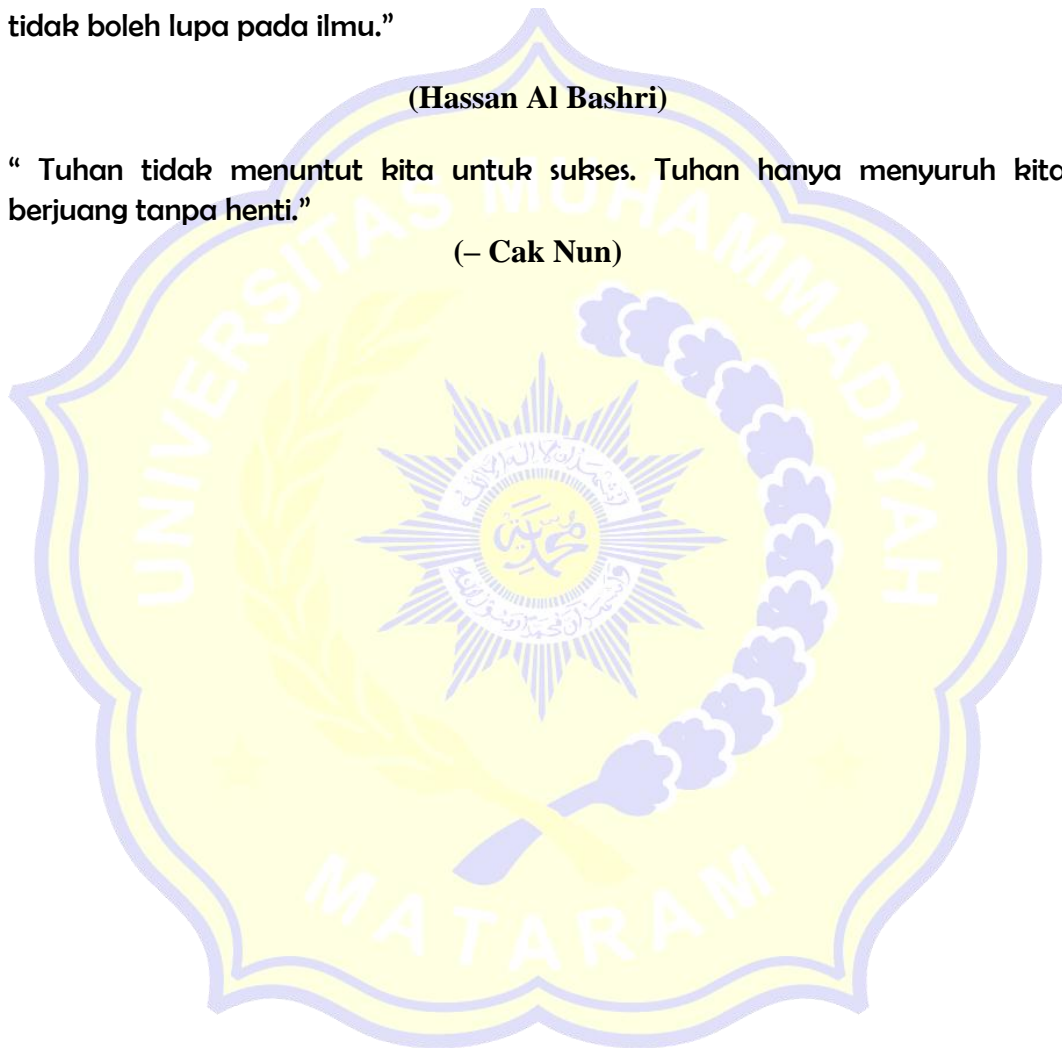 tidak boleh lupa pada ilmu.”
(Hassan Al Bashri)
“ Tuhan tidak menuntut kita untuk sukses. Tuhan hanya menyuruh kita
berjuang tanpa henti.”
(– Cak Nun)
UNIVERSITAS MUHAMMADIYAH
MATARAM